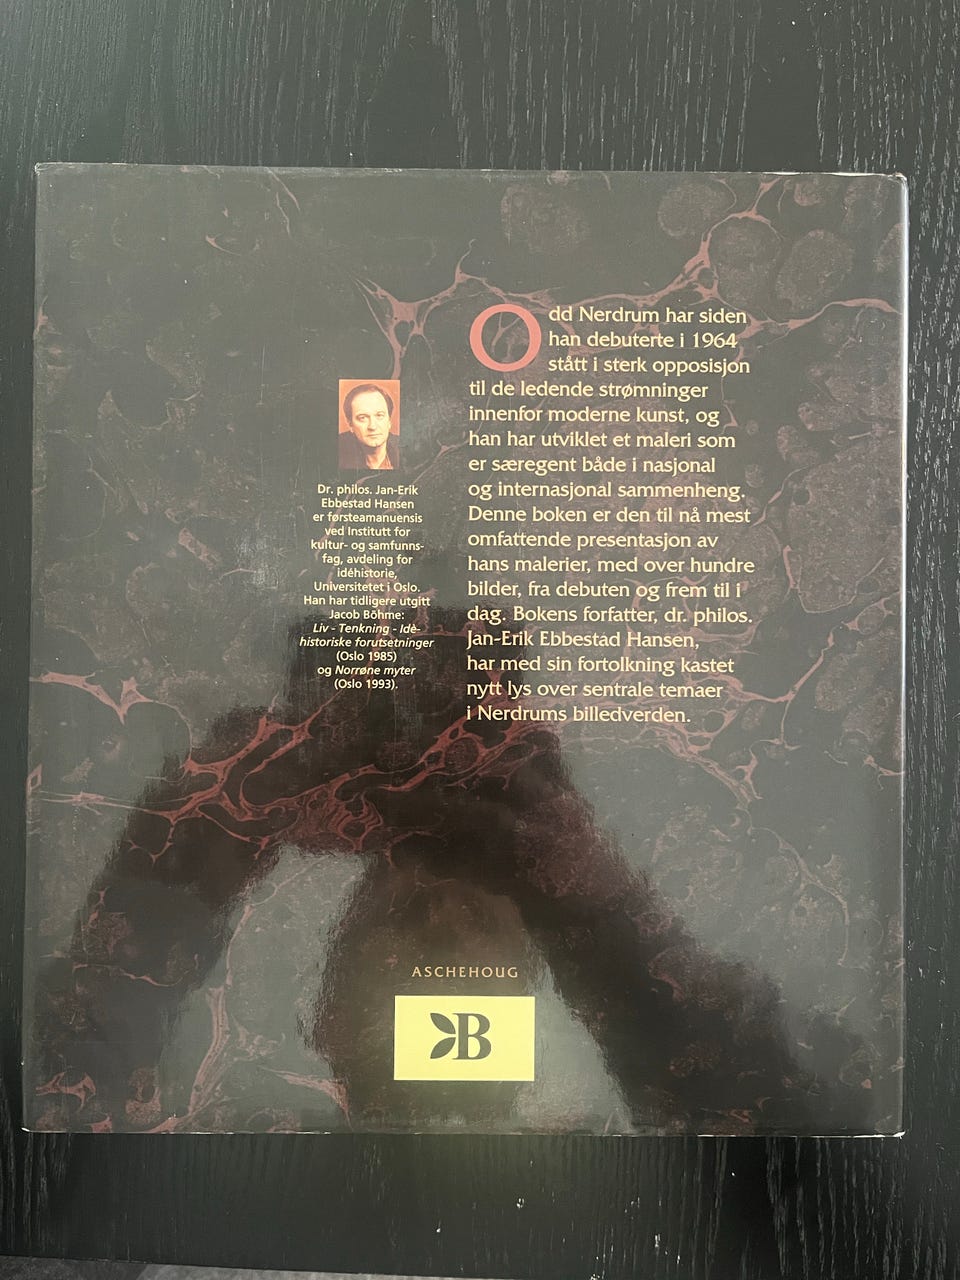 Odd Nerdrum har siden
han debuterte i 1964
stått i sterk opposisjon
til de ledende strømninger
innenfor moderne kunst, og
han har utviklet et maleri som
er særegent både i nasjonal
og internasjonal sammenheng.
Denne boken er den til nå mest
omfattende presentasjon av
hans malerier, med over hundre
bilder, fra debuten og frem til i
dag. Bokens forfatter, dr. philos.
Jan-Erik Ebbestad Hansen,
har med sin fortolkning kastet
nytt lys over sentrale temaer
i Nerdrums billedverden.
Dr. philos. Jan-Erik
Ebbestad Hansen
er førsteamanuensis
ved Institutt for
kultur- og samfunns-
fag, avdeling for
idéhistorie,
Universitetet i Oslo.
Han har tidligere utgitt
Jacob Böhme:
Liv - Tenkning - Idè-
historiske forutsetninger
(Oslo 1985)
og Norrøne myter
(Oslo 1993).
ASCHEHOUG
B